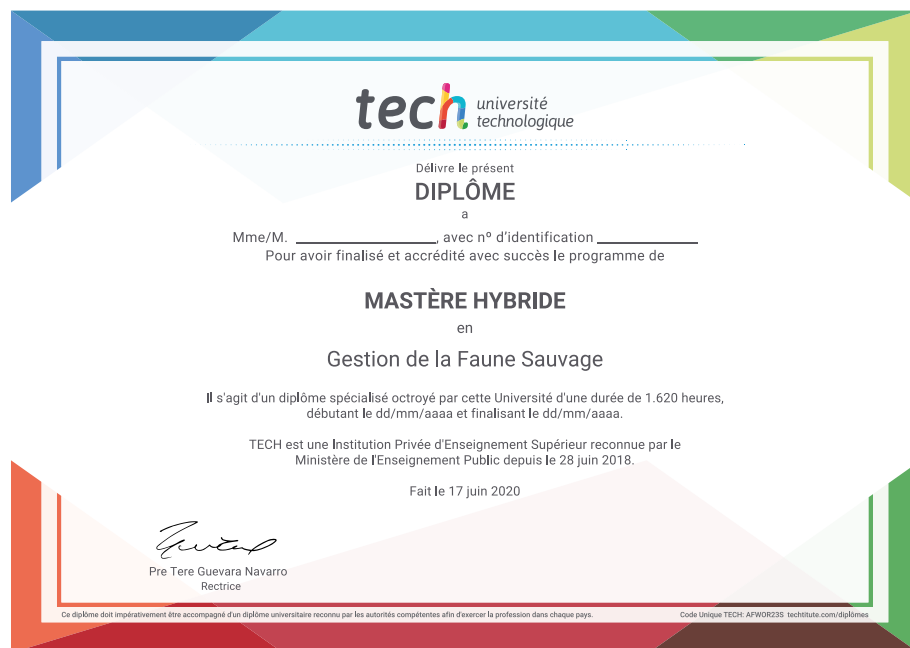 tech université
technologique
Délivre le présent
DIPLÔME
a
Mme/M. ____________, avec nº d'identification ____________
Pour avoir finalisé et accrédité avec succès le programme de
MASTÈRE HYBRIDE
en
Gestion de la Faune Sauvage
Il s'agit d'un diplôme spécialisé octroyé par cette Université d'une durée de 1.620 heures,
débutant le dd/mm/aaaa et finalisant le dd/mm/aaaa.
TECH est une Institution Privée d'Enseignement Supérieur reconnue par le
Ministère de l'Enseignement Public depuis le 28 juin 2018.
Fait le 17 juin 2020
Pre Tere Guevara Navarro
Rectrice
Ce diplôme doit impérativement être accompagné d'un diplôme universitaire reconnu par les autorités compétentes afin d'exercer la profession dans chaque pays.
Code Unique TECH: AFWOR23S techtitute.com/diplômes